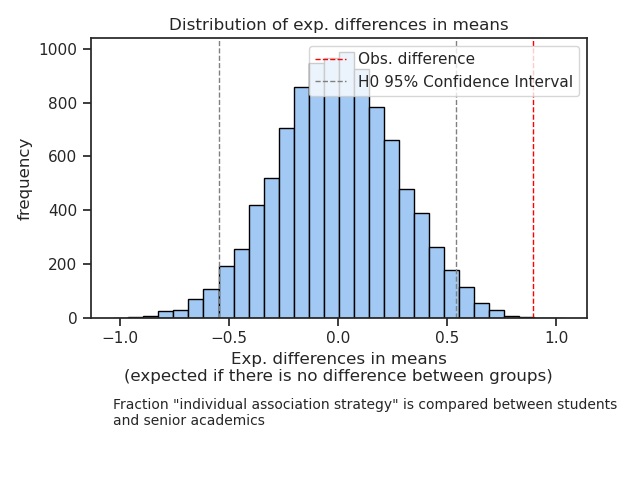 Distribution of exp. differences in means
Obs. difference
H0 95% Confidence Interval
frequency
1000
800
600
400
200
0
−1.0
−0.5
0.0
0.5
1.0
Exp. differences in means
(expected if there is no difference between groups)
Fraction "individual association strategy" is compared between students
and senior academics